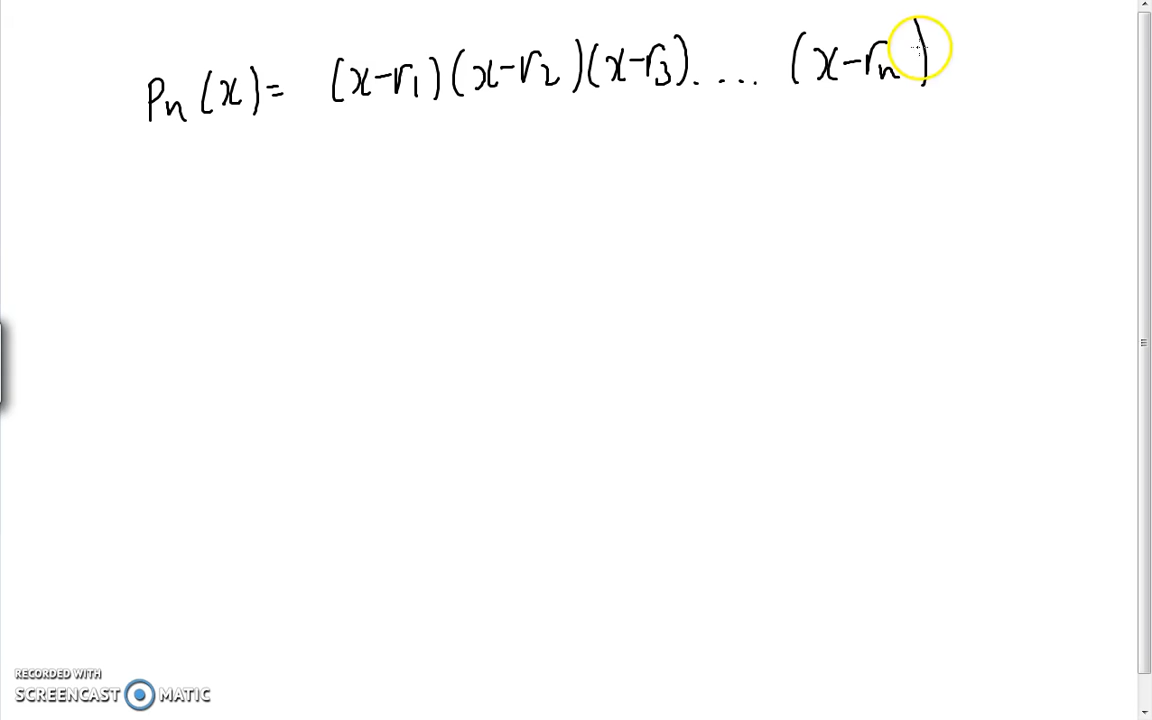 Pn(x)= (x-r1)(x-r2)(x-r3). ... (x-rn)
RECORDED WITH
SCREENCAST MATIC